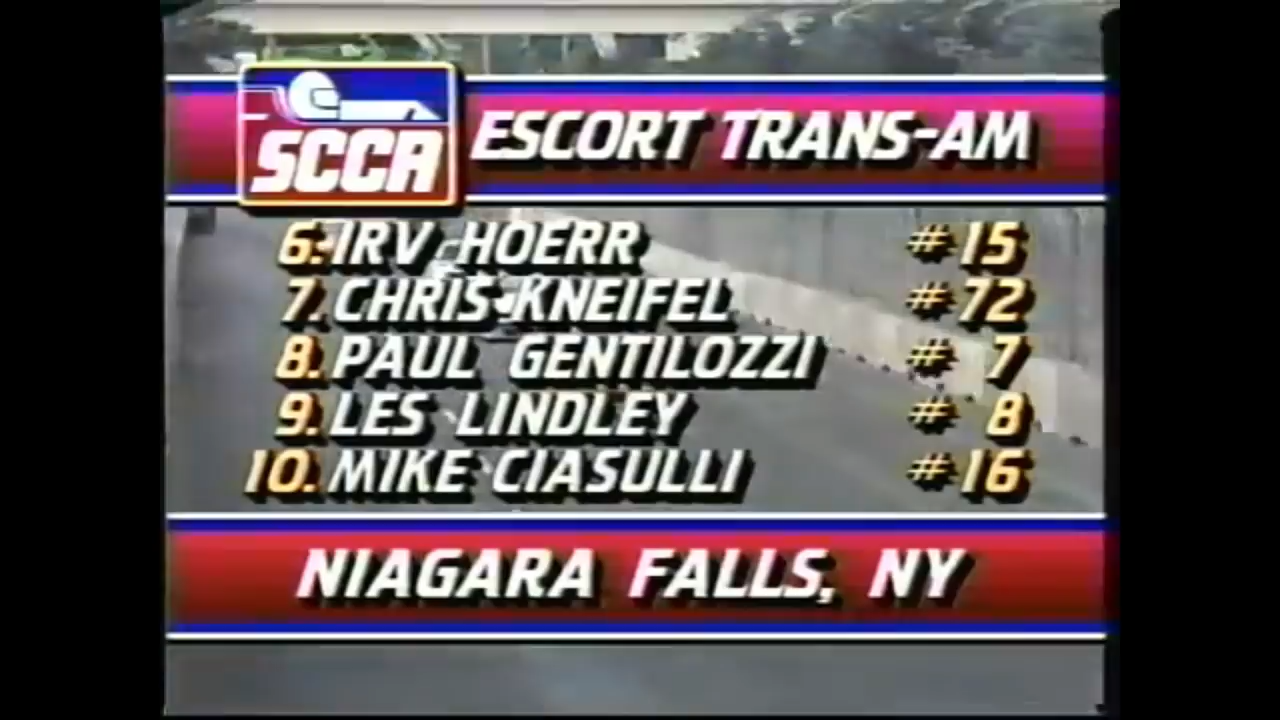 SCCA ESCORT TRANS-AM
6. IRV HOERR # 15
7. CHRIS KNEIFEL # 72
8. PAUL GENTILOZZI # 7
9. LES LINDLEY # 8
10. MIKE CIASULLI # 16
NIAGARA FALLS, NY